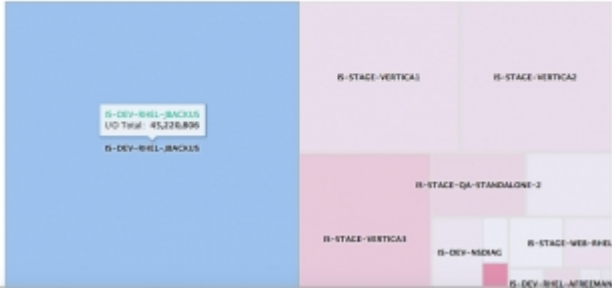 IS-STAGE-VERTICA1
IS-STAGE-VERTICA2
IS-DEV-RHEL-JBACKUS
I/O Total: 45,220,806
IS-DEV-RHEL-JBACKUS
IS-STAGE-QA-STANDALONE-2
IS-STAGE-VERTICA3
IS-STAGE-WEB-RHEL
IS-DEV-NSDIAG
IS-DEV-RHEL-AFREEMAN